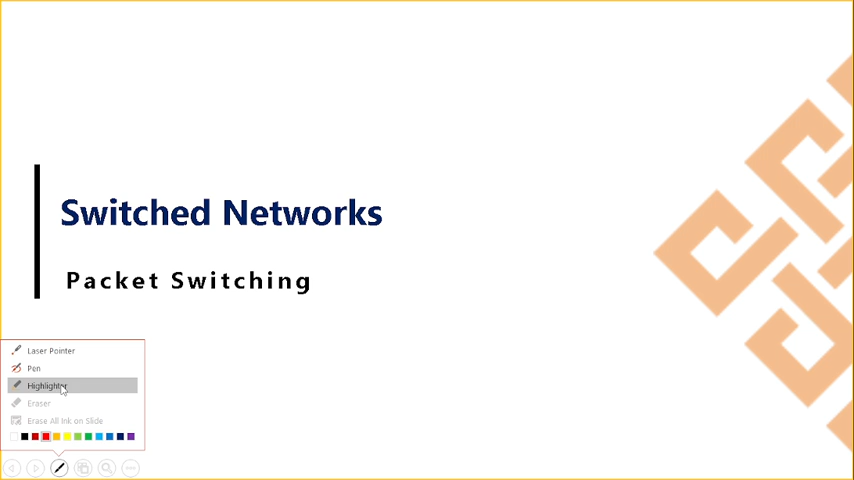 Switched Networks
Packet Switching
Laser Pointer
Pen
Highlighter
Eraser
Erase All Ink on Slide